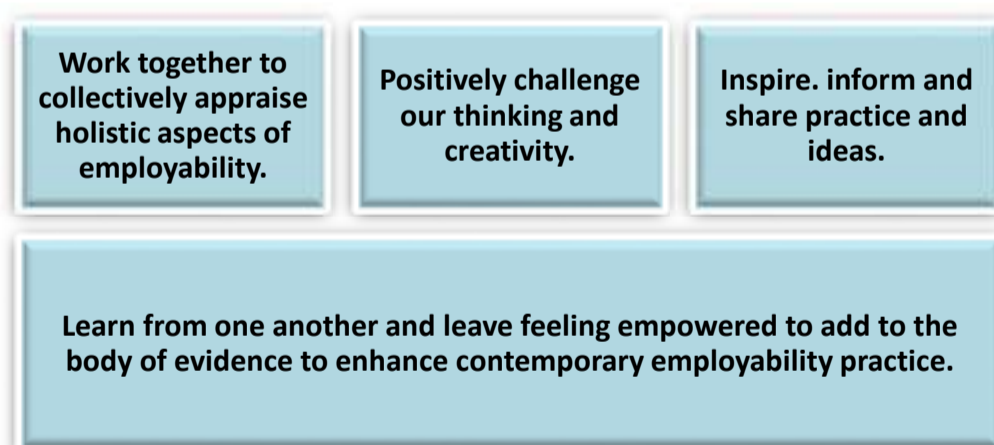 Work together to
collectively appraise
holistic aspects of
employability.
Positively challenge
our thinking and
creativity.
Inspire. inform and
share practice and
ideas.
Learn from one another and leave feeling empowered to add to the
body of evidence to enhance contemporary employability practice.